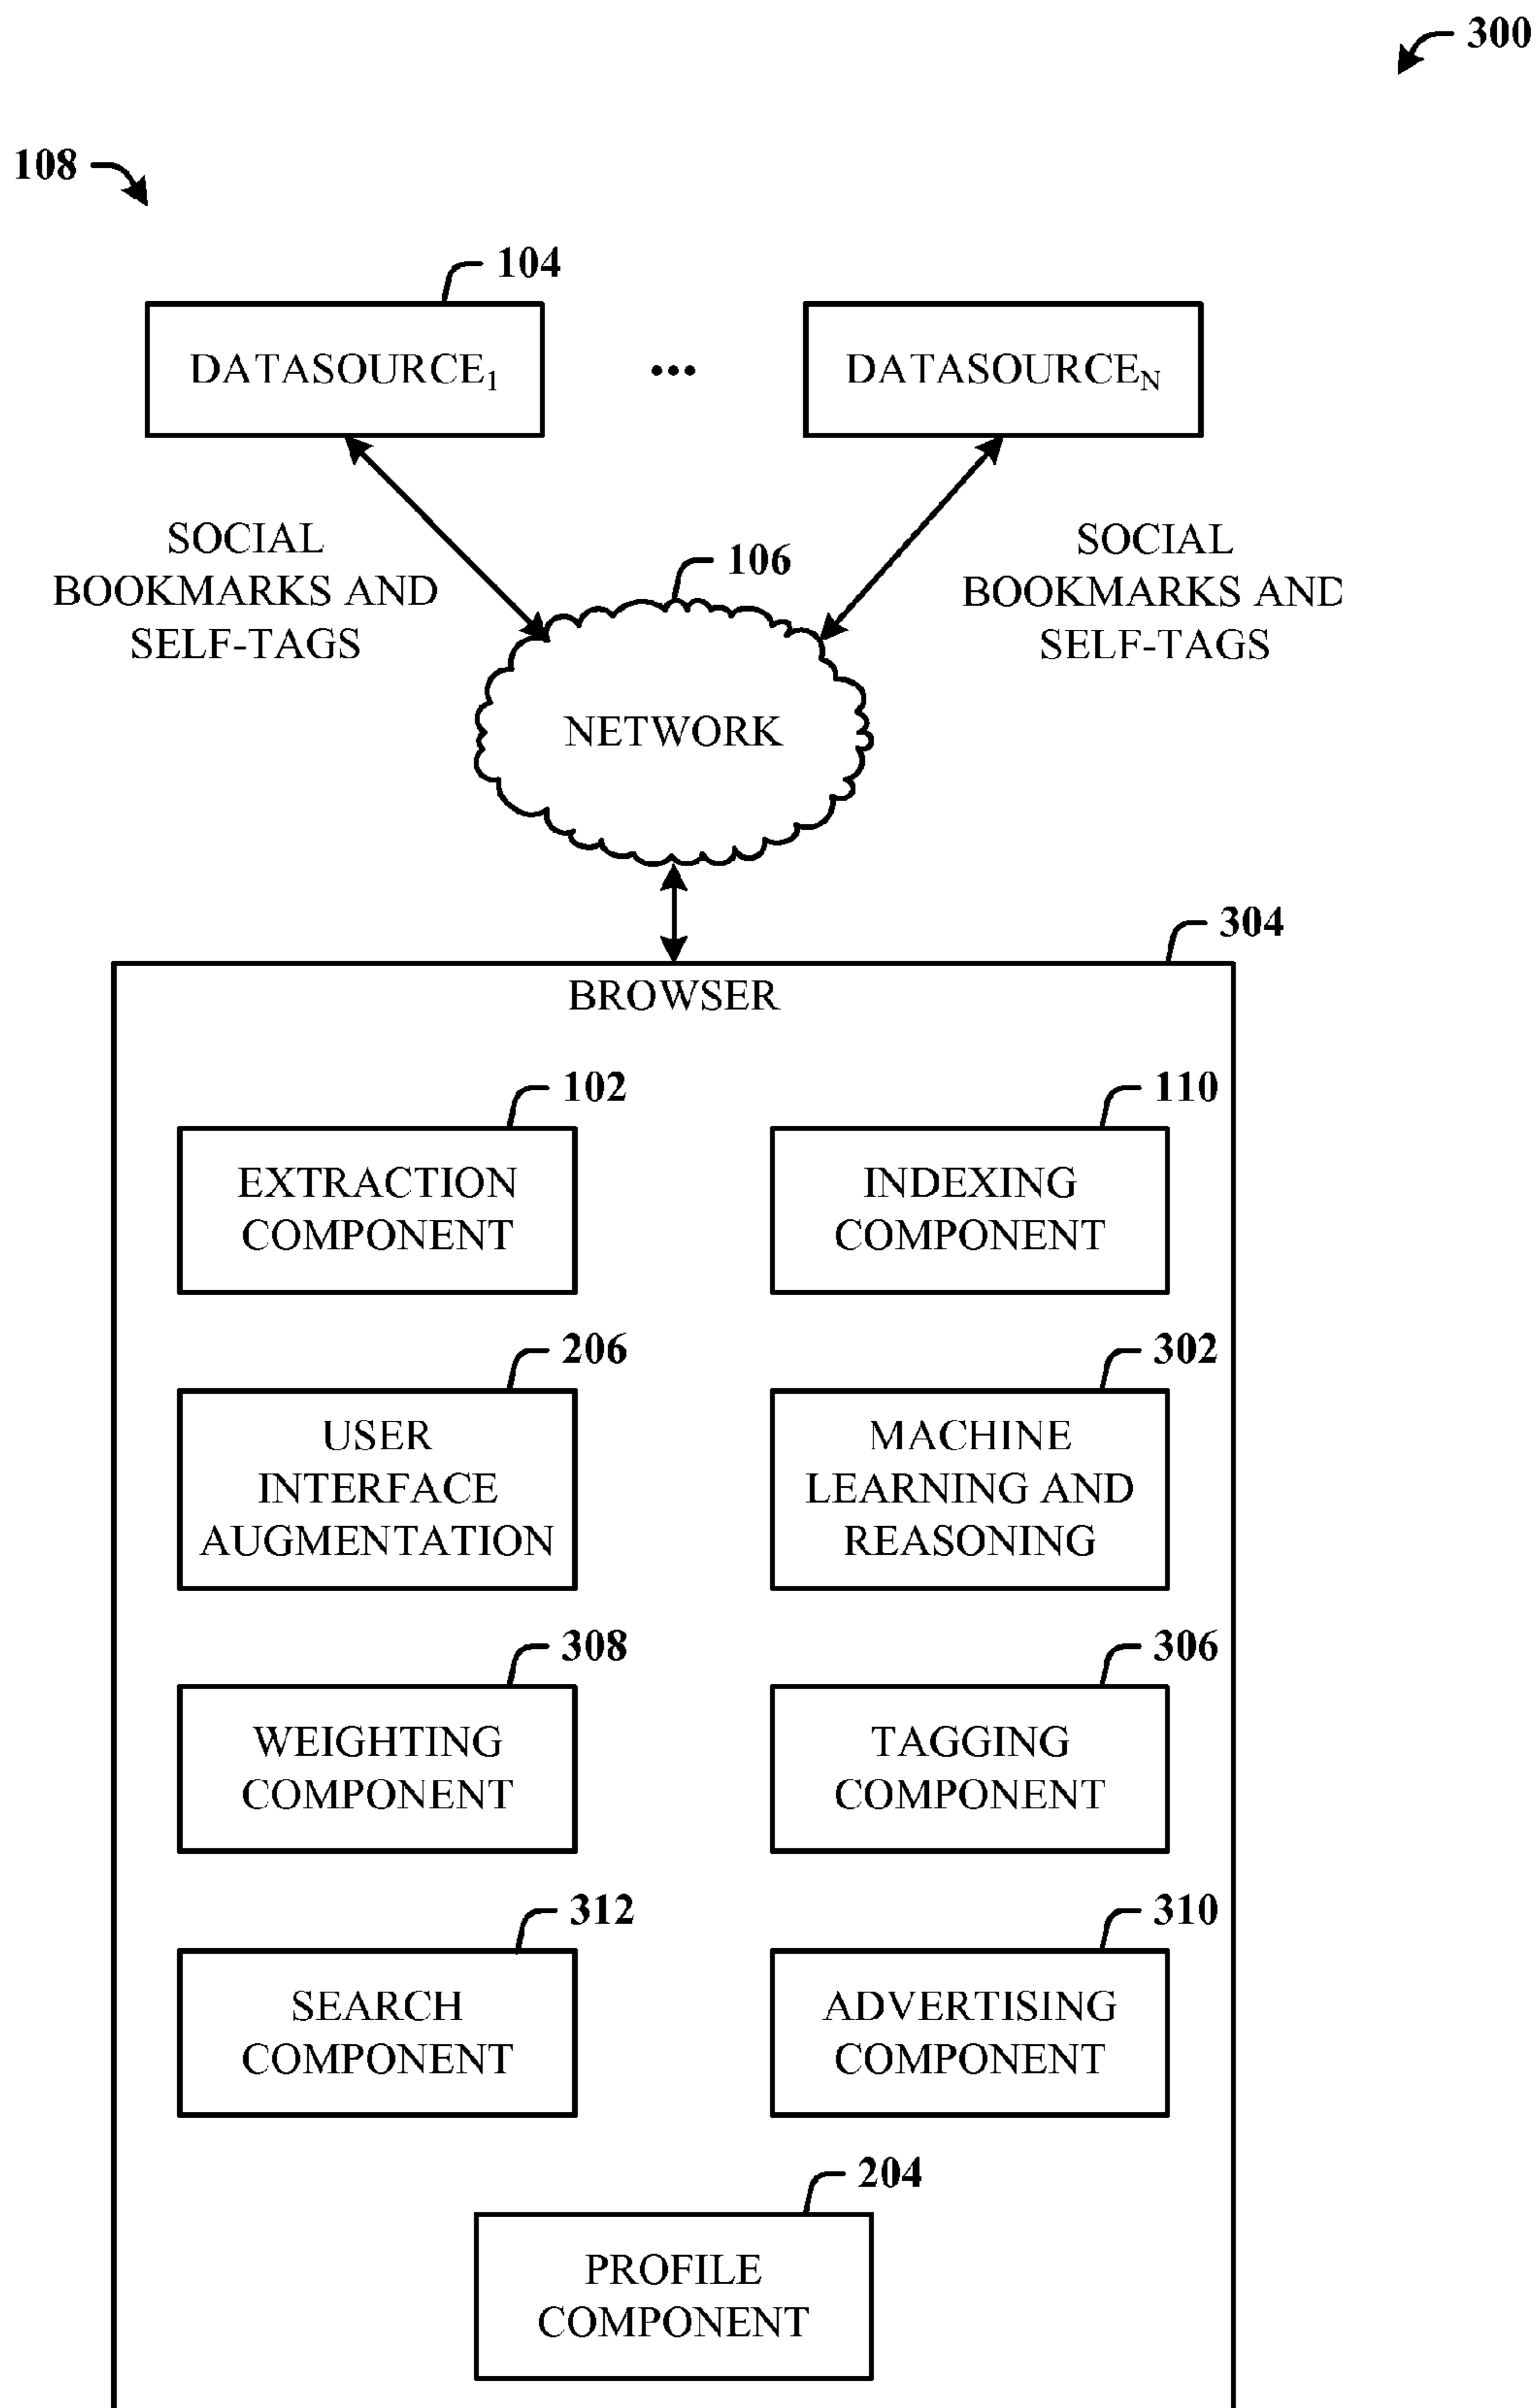 300
108
104
DATASOURCE1
...
DATASOURCEN
SOCIAL
BOOKMARKS AND
SELF-TAGS
SOCIAL
BOOKMARKS AND
SELF-TAGS
106
NETWORK
304
BROWSER
102
EXTRACTION
COMPONENT
110
INDEXING
COMPONENT
206
USER
INTERFACE
AUGMENTATION
302
MACHINE
LEARNING AND
REASONING
308
WEIGHTING
COMPONENT
306
TAGGING
COMPONENT
312
SEARCH
COMPONENT
310
ADVERTISING
COMPONENT
204
PROFILE
COMPONENT